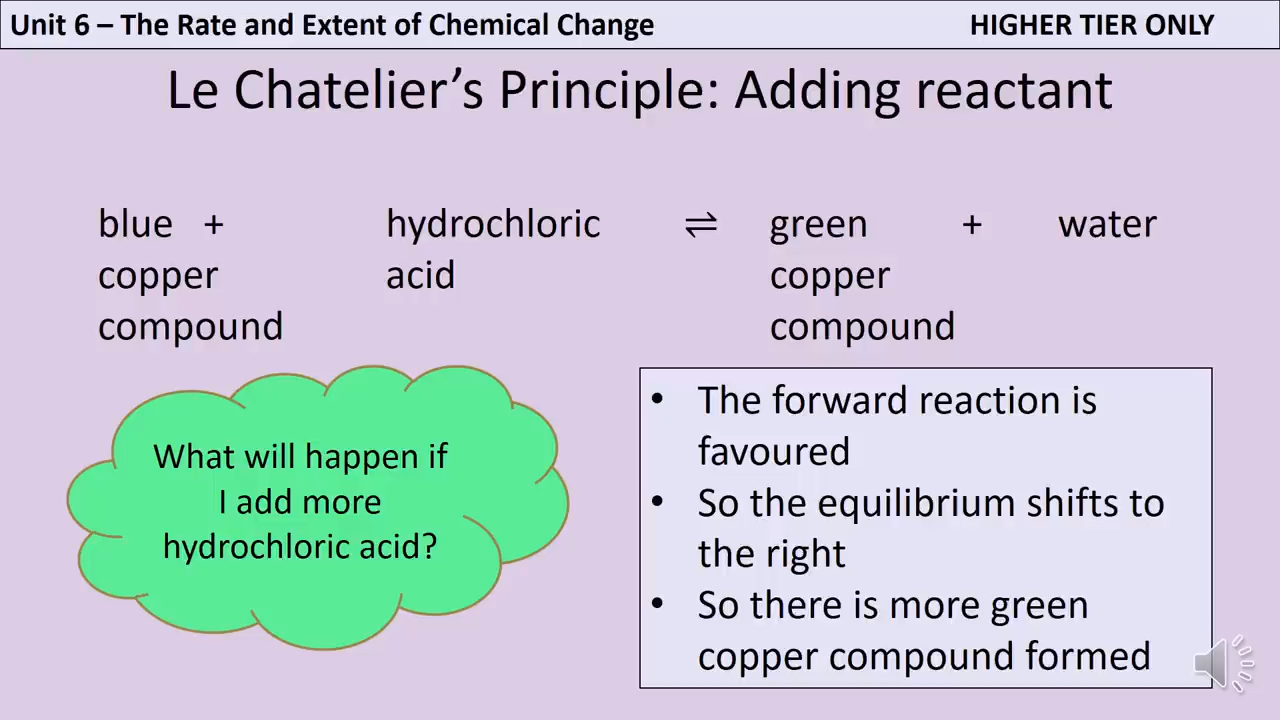 Unit 6 – The Rate and Extent of Chemical Change HIGHER TIER ONLY
Le Chatelier’s Principle: Adding reactant
blue + hydrochloric ⇌ green + water
copper acid copper
compound compound
What will happen if
I add more
hydrochloric acid?
• The forward reaction is
favoured
• So the equilibrium shifts to
the right
• So there is more green
copper compound formed